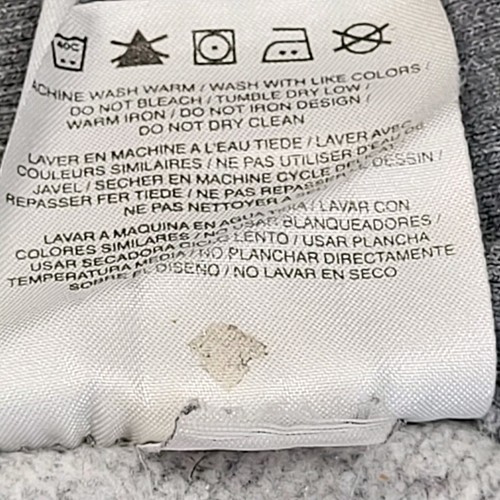 40C
ACHINE WASH WARM / WASH WITH LIKE COLORS /
DO NOT BLEACH / TUMBLE DRY LOW /
WARM IRON / DO NOT IRON DESIGN /
DO NOT DRY CLEAN
LAVER EN MACHINE A L'EAU TIEDE / LAVER AVEC
COULEURS SIMILAIRES / NE PAS UTILISER D'EAU DE
JAVEL / SECHER EN MACHINE CYCLE DESSIN /
REPASSER FER TIEDE / NE PAS REPASSER
NE PAS NETTOYER A
LAVAR A MAQUINA EN AGUA TIBIA / LAVAR CON
COLORES SIMILARES / NO USAR BLANQUEADORES /
USAR SECADORA CICLO LENTO / USAR PLANCHA
TEMPERATURA MEDIA / NO PLANCHAR DIRECTAMENTE
SOBRE EL DISEÑO / NO LAVAR EN SECO